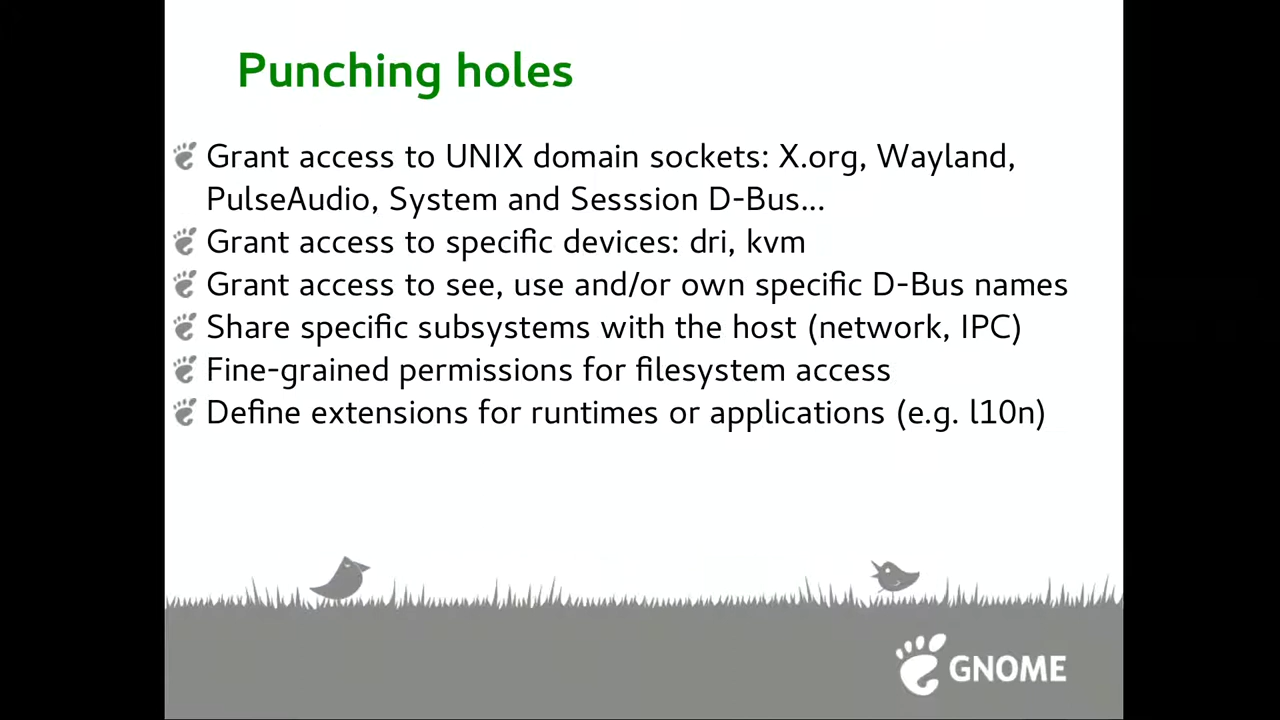 Punching holes
Grant access to UNIX domain sockets: X.org, Wayland,
PulseAudio, System and Sesssion D-Bus...
Grant access to specific devices: dri, kvm
Grant access to see, use and/or own specific D-Bus names
Share specific subsystems with the host (network, IPC)
Fine-grained permissions for filesystem access
Define extensions for runtimes or applications (e.g. l10n)
GNOME